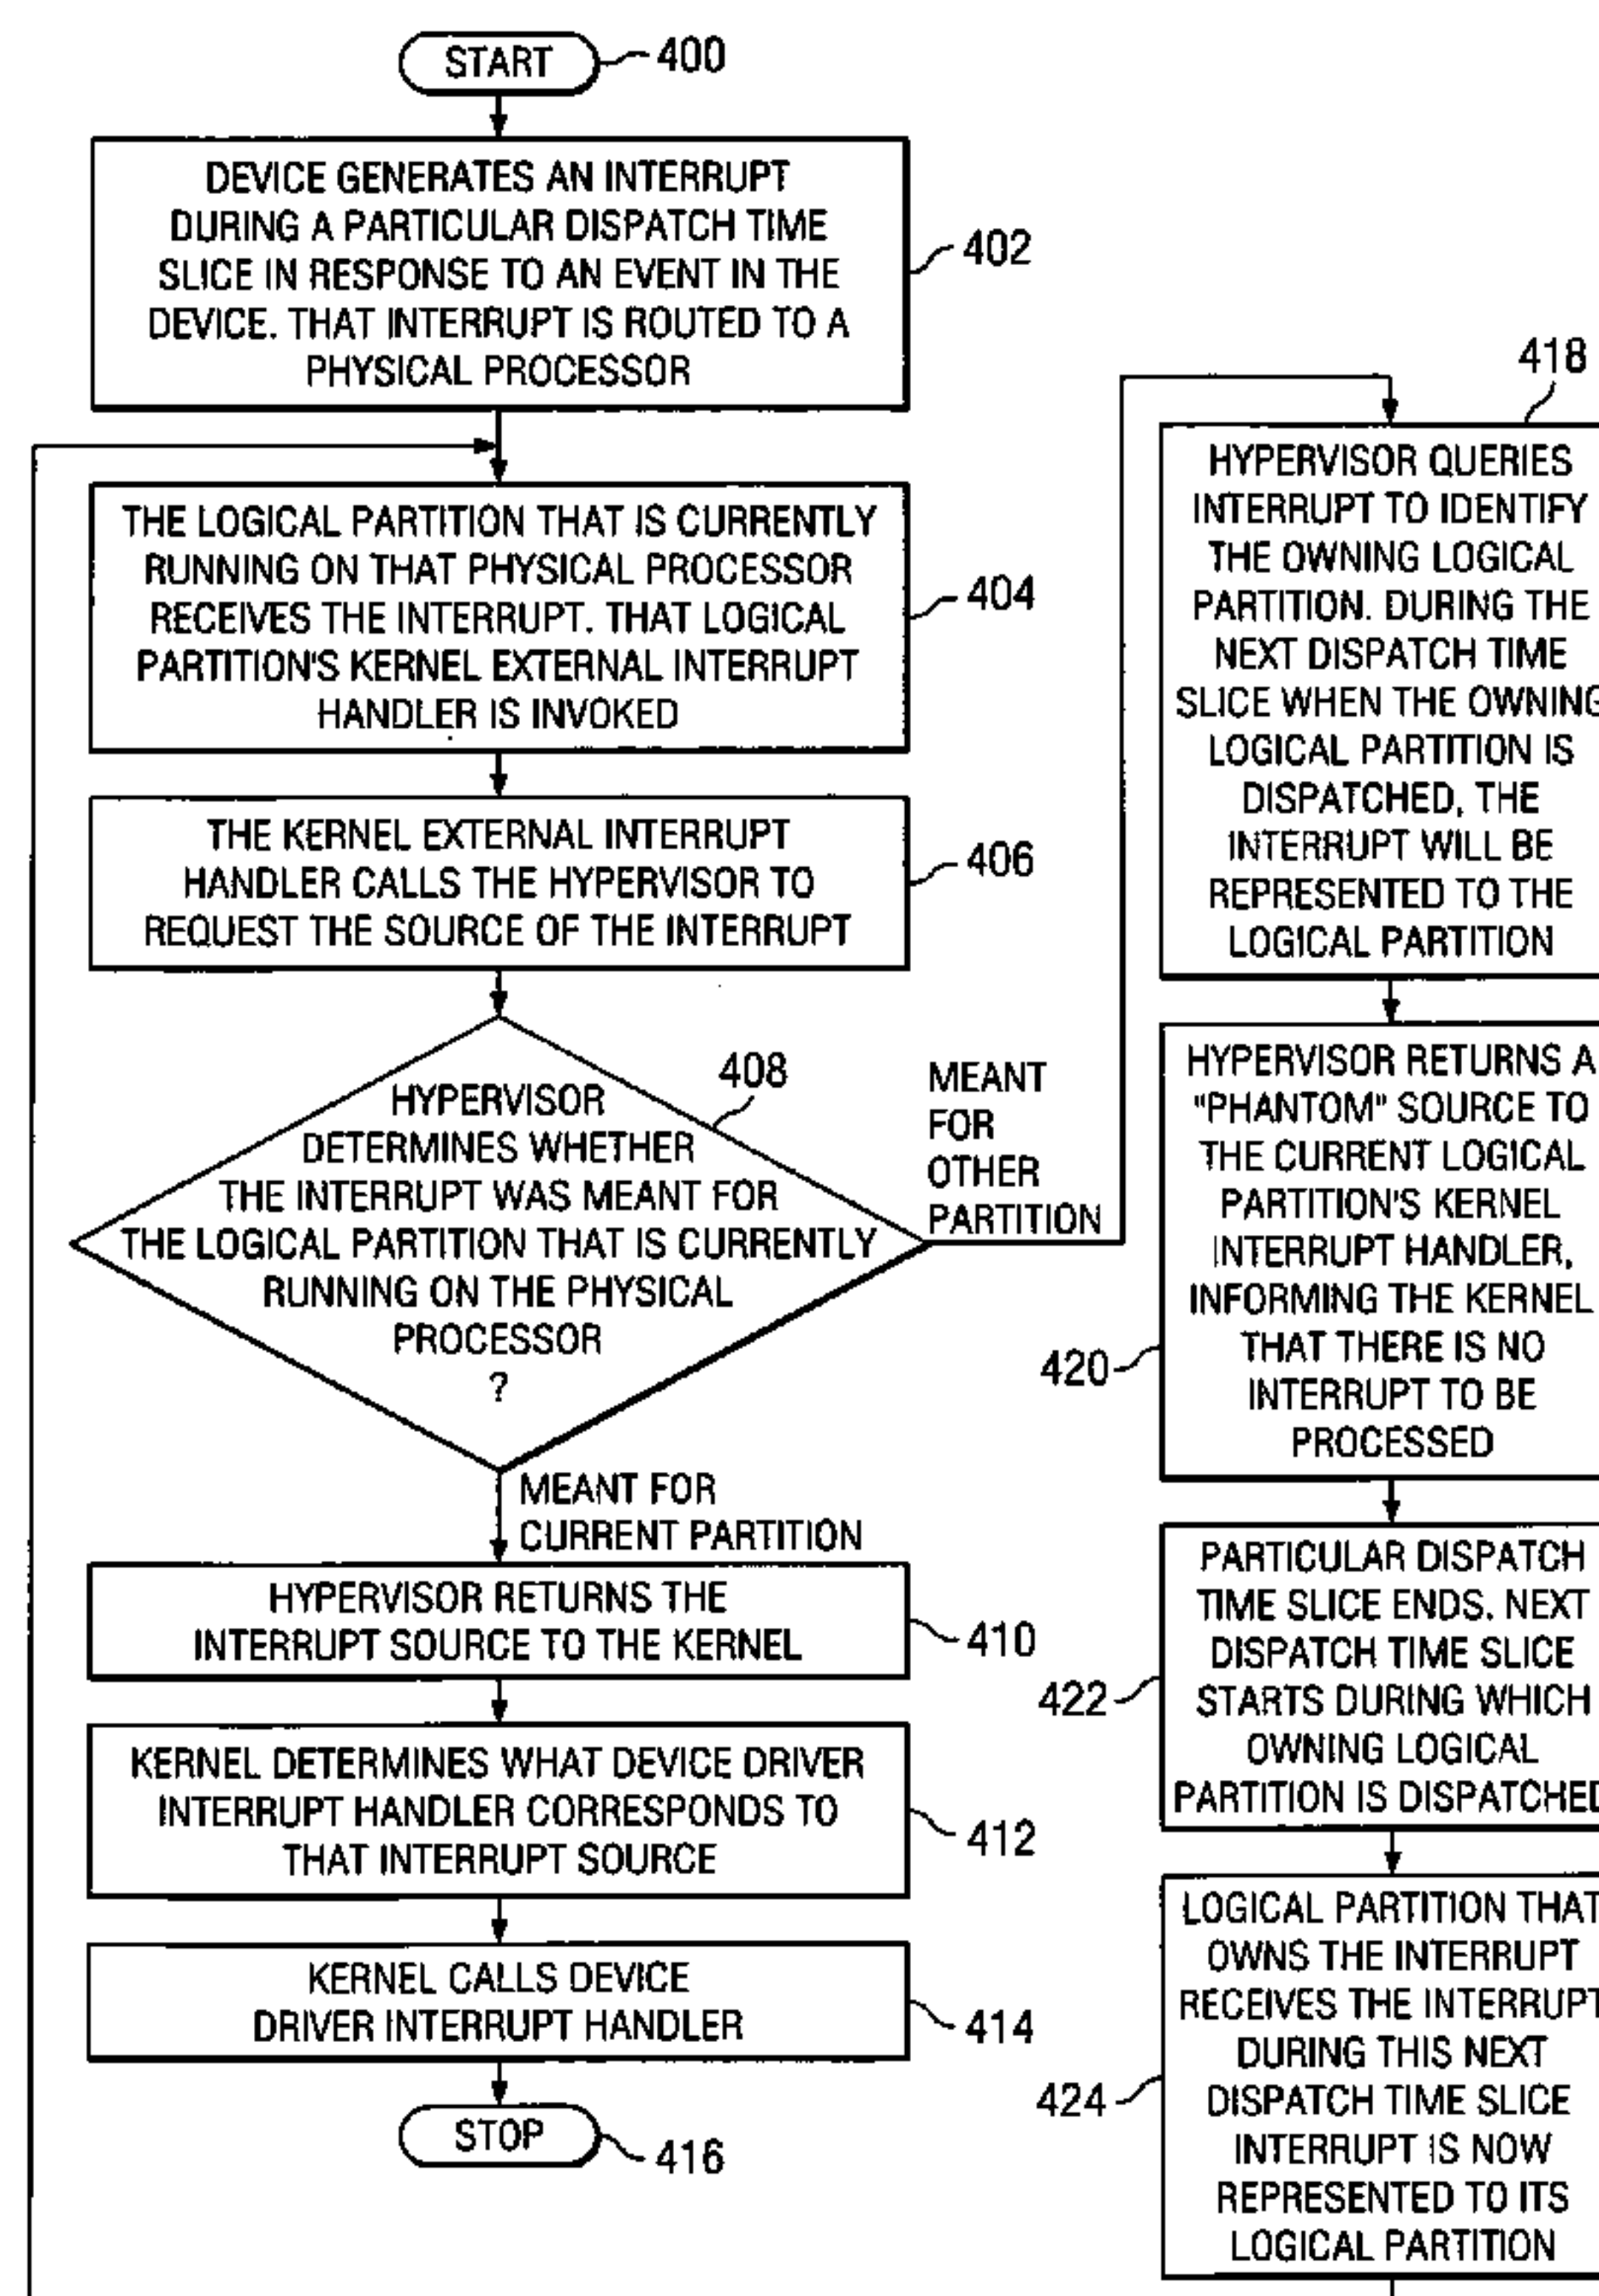 START
400
DEVICE GENERATES AN INTERRUPT
DURING A PARTICULAR DISPATCH TIME
SLICE IN RESPONSE TO AN EVENT IN THE
DEVICE. THAT INTERRUPT IS ROUTED TO A
PHYSICAL PROCESSOR
402
THE LOGICAL PARTITION THAT IS CURRENTLY
RUNNING ON THAT PHYSICAL PROCESSOR
RECEIVES THE INTERRUPT. THAT LOGICAL
PARTITION'S KERNEL EXTERNAL INTERRUPT
HANDLER IS INVOKED
404
THE KERNEL EXTERNAL INTERRUPT
HANDLER CALLS THE HYPERVISOR TO
REQUEST THE SOURCE OF THE INTERRUPT
406
408
HYPERVISOR
DETERMINES WHETHER
THE INTERRUPT WAS MEANT FOR
THE LOGICAL PARTITION THAT IS CURRENTLY
RUNNING ON THE PHYSICAL
PROCESSOR
?
MEANT
FOR
OTHER
PARTITION
MEANT FOR
CURRENT PARTITION
HYPERVISOR RETURNS THE
INTERRUPT SOURCE TO THE KERNEL
410
KERNEL DETERMINES WHAT DEVICE DRIVER
INTERRUPT HANDLER CORRESPONDS TO
THAT INTERRUPT SOURCE
412
KERNEL CALLS DEVICE
DRIVER INTERRUPT HANDLER
414
STOP
416
418
HYPERVISOR QUERIES
INTERRUPT TO IDENTIFY
THE OWNING LOGICAL
PARTITION. DURING THE
NEXT DISPATCH TIME
SLICE WHEN THE OWNING
LOGICAL PARTITION IS
DISPATCHED, THE
INTERRUPT WILL BE
REPRESENTED TO THE
LOGICAL PARTITION
HYPERVISOR RETURNS A
"PHANTOM" SOURCE TO
THE CURRENT LOGICAL
PARTITION'S KERNEL
INTERRUPT HANDLER,
INFORMING THE KERNEL
THAT THERE IS NO
INTERRUPT TO BE
PROCESSED
420
PARTICULAR DISPATCH
TIME SLICE ENDS. NEXT
DISPATCH TIME SLICE
STARTS DURING WHICH
OWNING LOGICAL
PARTITION IS DISPATCHED
422
LOGICAL PARTITION THAT
OWNS THE INTERRUPT
RECEIVES THE INTERRUPT
DURING THIS NEXT
DISPATCH TIME SLICE
INTERRUPT IS NOW
REPRESENTED TO ITS
LOGICAL PARTITION
424